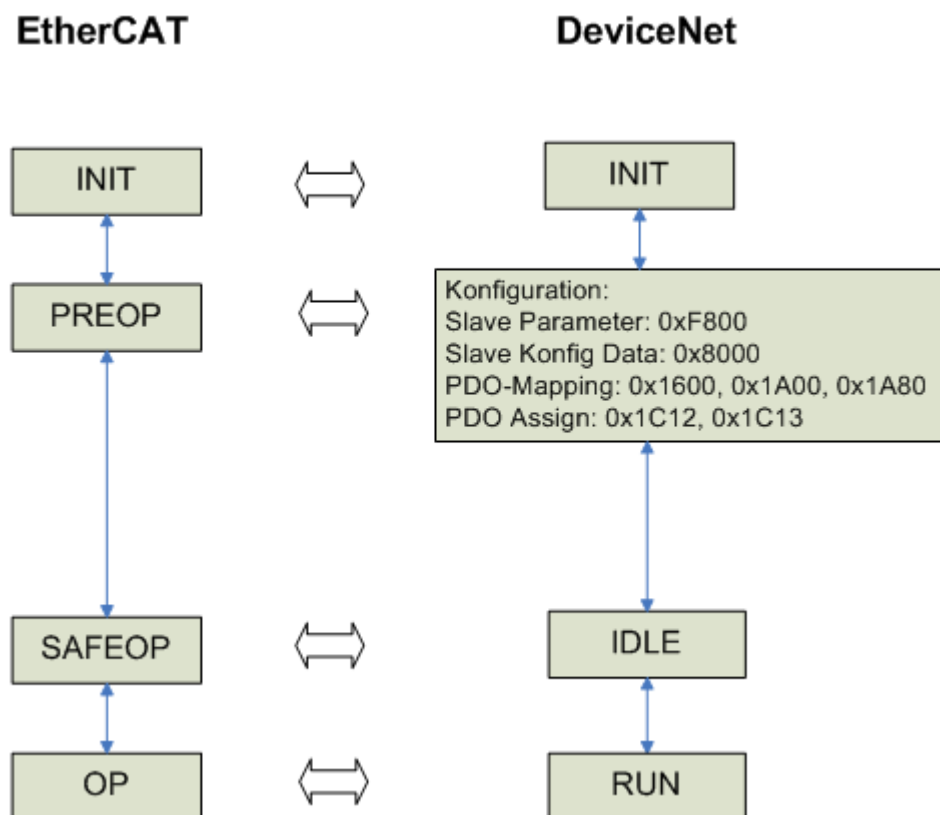 EtherCAT
DeviceNet
INIT
INIT
PREOP
Konfiguration:
Slave Parameter: 0xF800
Slave Konfig Data: 0x8000
PDO-Mapping: 0x1600, 0x1A00, 0x1A80
PDO Assign: 0x1C12, 0x1C13
SAFEOP
IDLE
OP
RUN